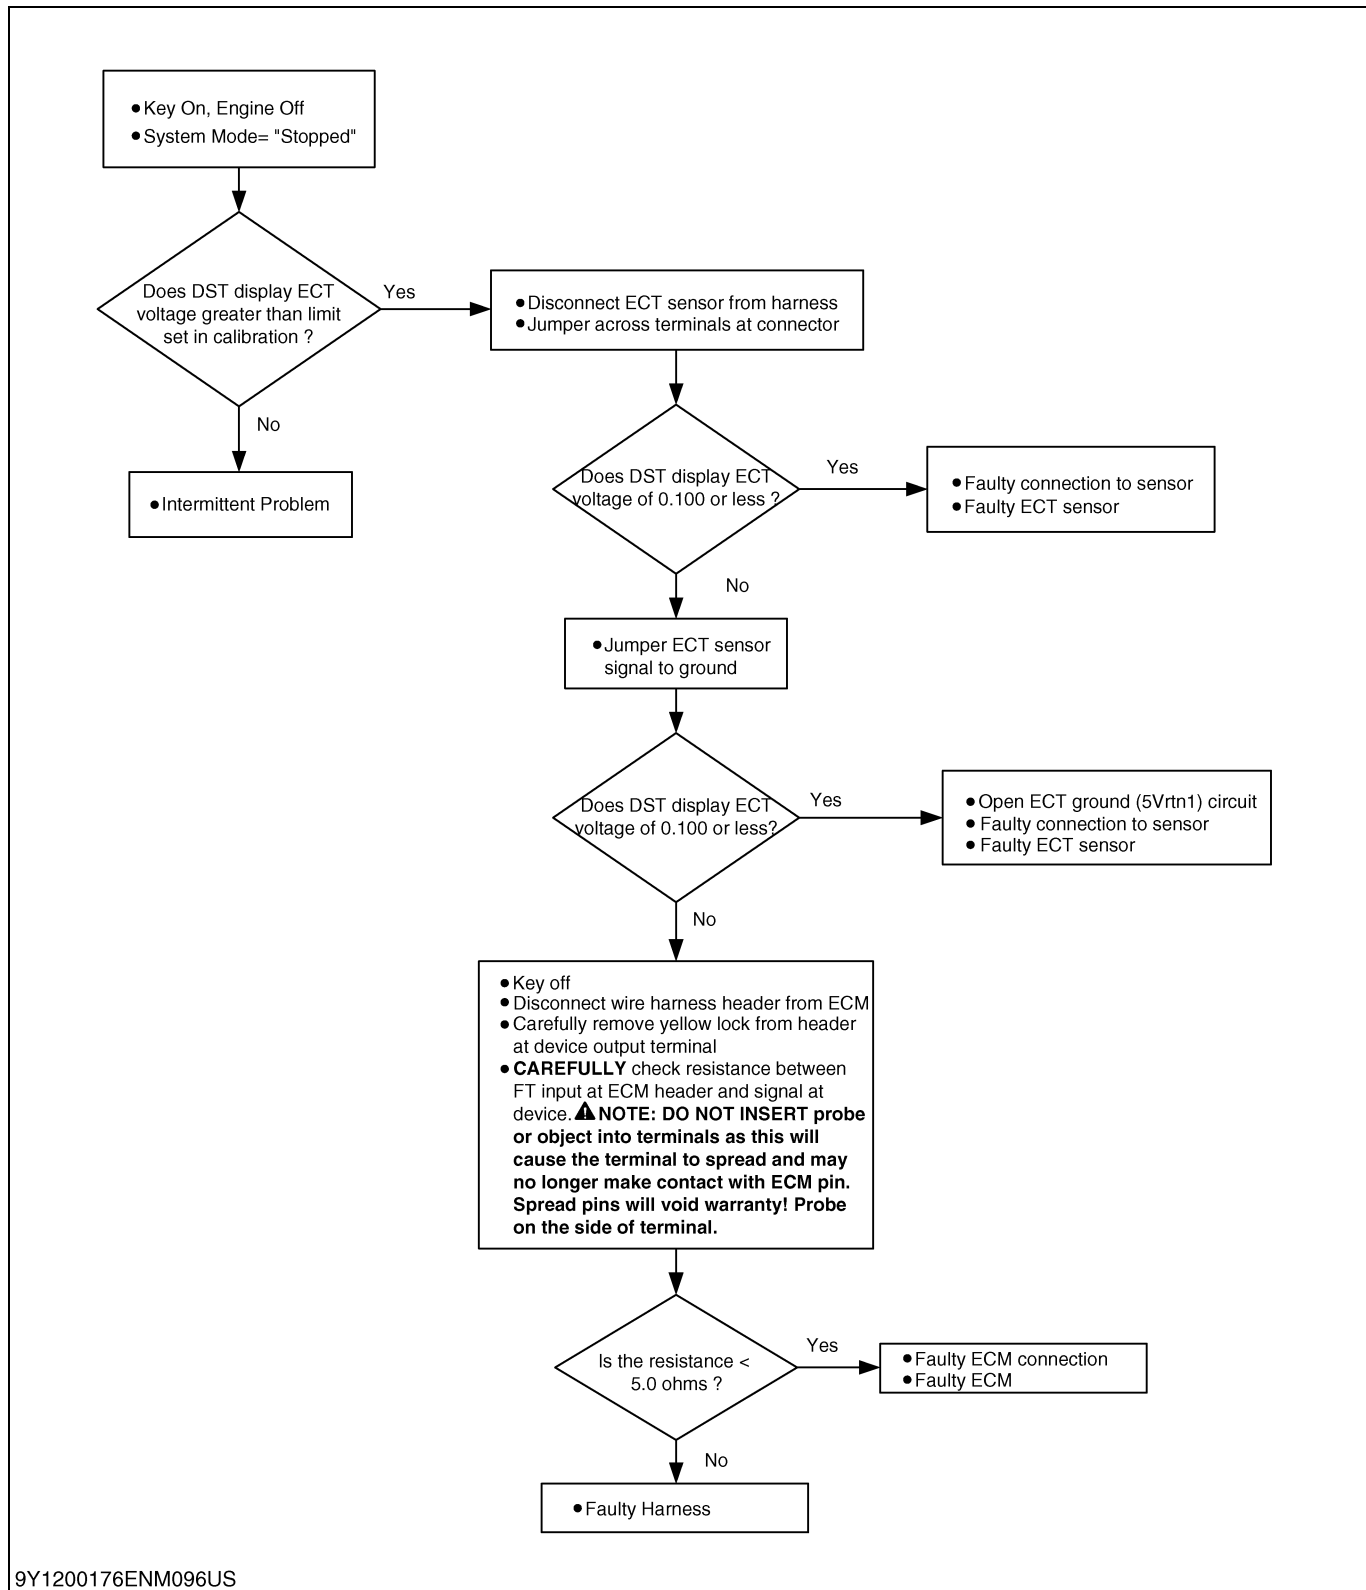 ●Key On, Engine Off
●System Mode= "Stopped"
Does DST display ECT
voltage greater than limit
set in calibration ?
Yes
●Disconnect ECT sensor from harness
●Jumper across terminals at connector
No
●Intermittent Problem
Does DST display ECT
voltage of 0.100 or less ?
Yes
●Faulty connection to sensor
●Faulty ECT sensor
No
●Jumper ECT sensor
signal to ground
Does DST display ECT
voltage of 0.100 or less?
Yes
●Open ECT ground (5Vrtn1) circuit
●Faulty connection to sensor
●Faulty ECT sensor
No
●Key off
●Disconnect wire harness header from ECM
●Carefully remove yellow lock from header
at device output terminal
●CAREFULLY check resistance between
FT input at ECM header and signal at
device. NOTE: DO NOT INSERT probe
or object into terminals as this will
cause the terminal to spread and may
no longer make contact with ECM pin.
Spread pins will void warranty! Probe
on the side of terminal.
Is the resistance <
5.0 ohms ?
Yes
●Faulty ECM connection
●Faulty ECM
No
●Faulty Harness
9Y1200176ENM096US